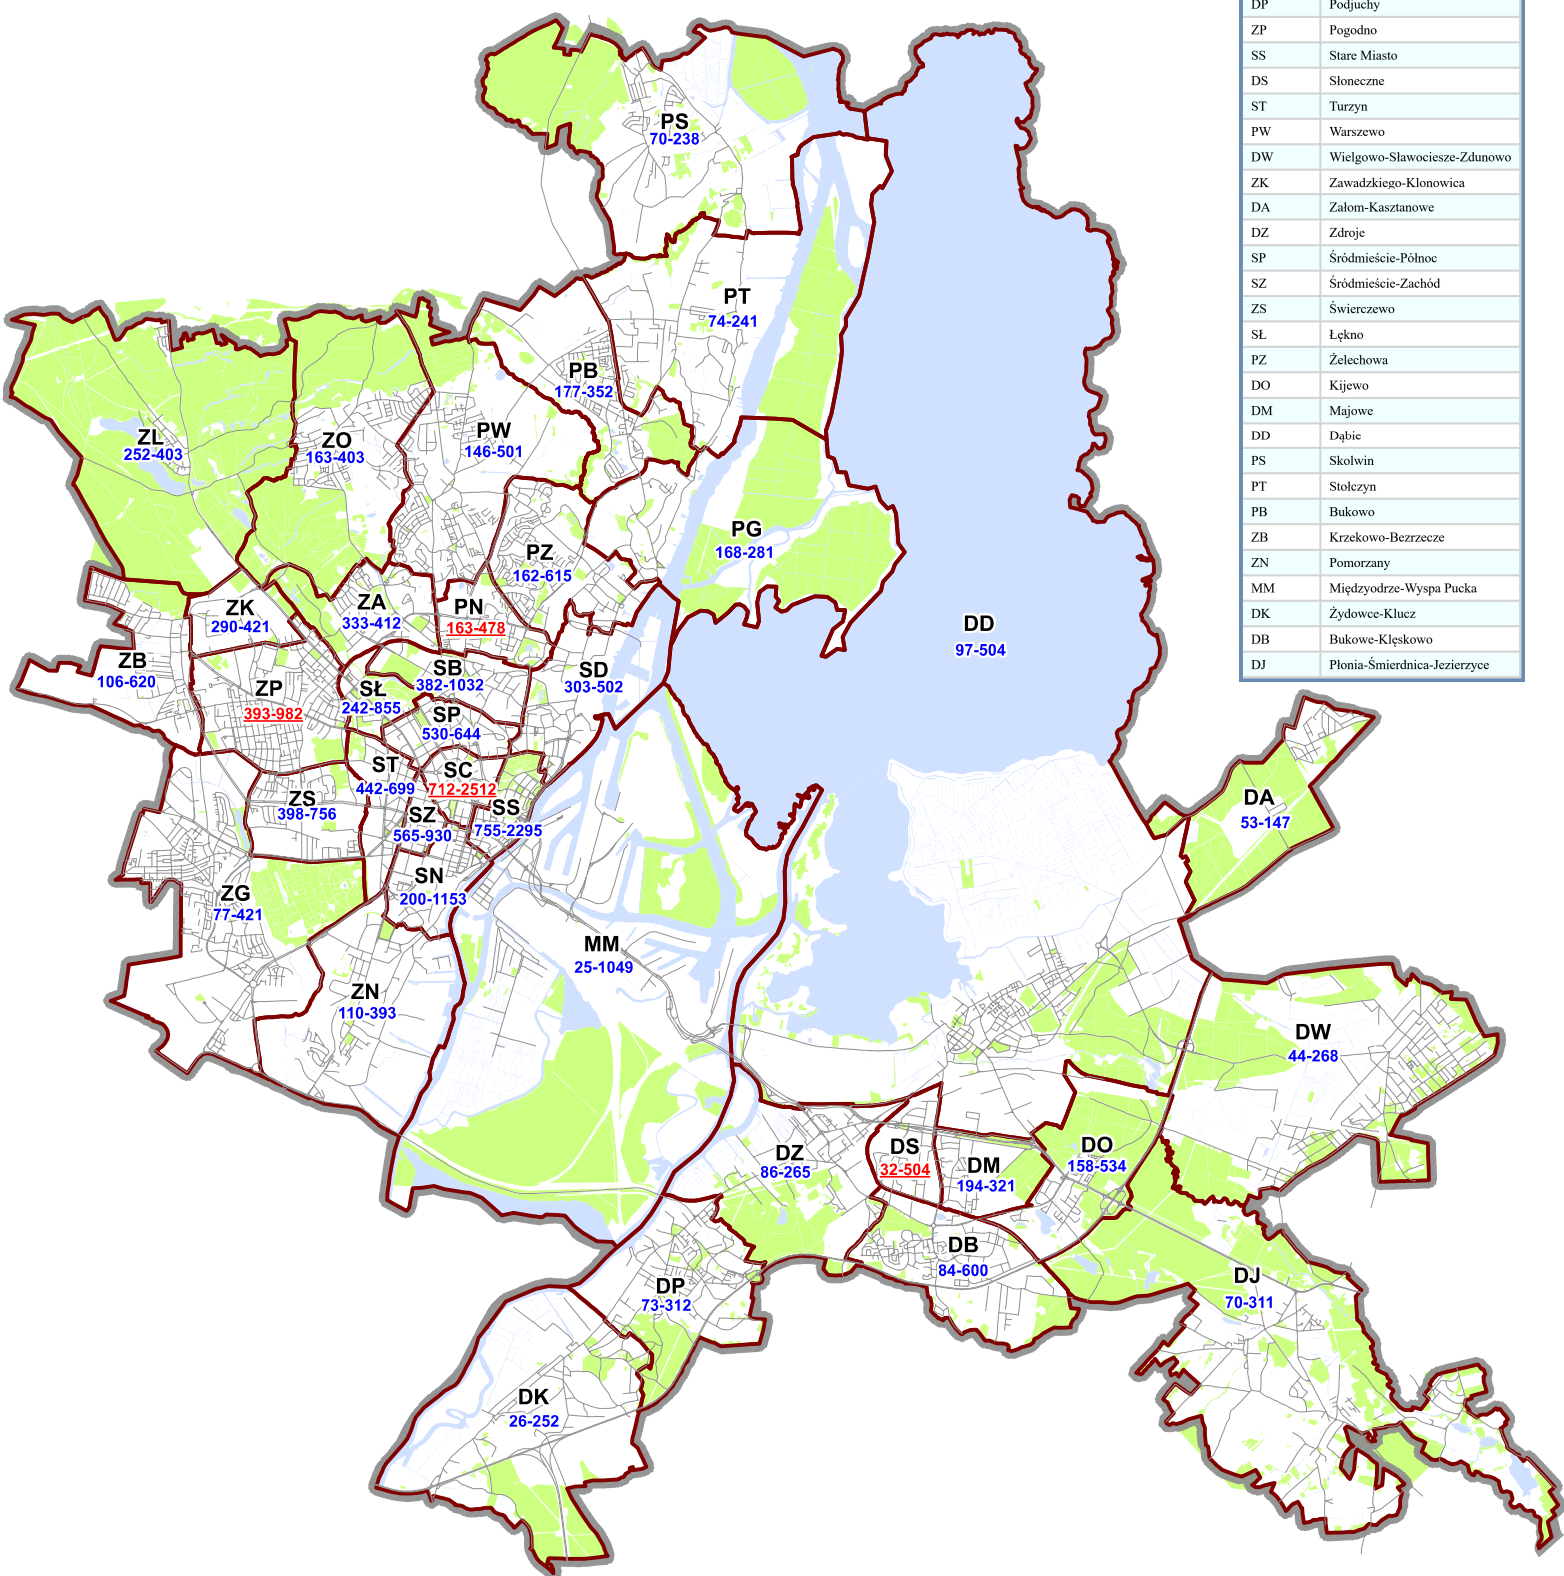 DP Podjuchy
ZP Pogodno
SS Stare Miasto
DS Słoneczne
ST Turzyn
PW Warszewo
DW Wielgowo-Sławociesze-Zdunowo
ZK Zawadzkiego-Klonowica
DA Załom-Kasztanowe
DZ Zdroje
SP Śródmieście-Północ
SZ Śródmieście-Zachód
ZS Świerczewo
SŁ Łękno
PZ Żelechowa
DO Kijewo
DM Majowe
DD Dąbie
PS Skolwin
PT Stołczyn
PB Bukowo
ZB Krzekowo-Bezrzecze
ZN Pomorzany
MM Międzyodrze-Wyspa Pucka
DK Żydowce-Klucz
DB Bukowe-Klęskowo
DJ Płonia-Śmierdnica-Jezierzyce
PS
70-238
PT
74-241
PB
177-352
PW
146-501
ZL
252-403
ZO
163-403
PG
168-281
PZ
162-615
ZK
290-421
ZA
333-412
PN
163-478
DD
97-504
ZB
106-620
ZP
393-982
SŁ
242-855
SB
382-1032
SD
303-502
SP
530-644
ST
442-699
SC
712-2512
ZS
398-756
SZ
565-930
SS
755-2295
DA
53-147
SN
200-1153
ZG
77-421
MM
25-1049
ZN
110-393
DW
44-268
DZ
86-265
DS
32-504
DM
194-321
DO
158-534
DB
84-600
DP
73-312
DJ
70-311
DK
26-252